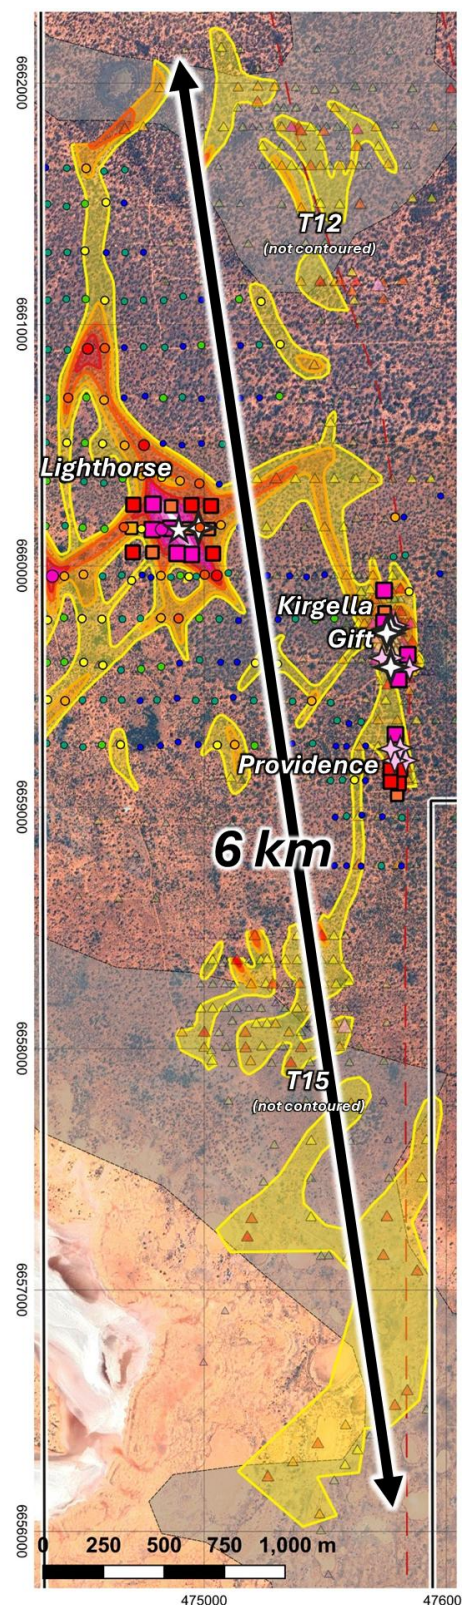 6662000
T12
(not contoured)
6661000
Lighthorse
6660000
Kirgella
Gift
Providence
6659000
6 km
6658000
T15
(not contoured)
6657000
6656000
0 250 500 750 1,000 m
475000
47600